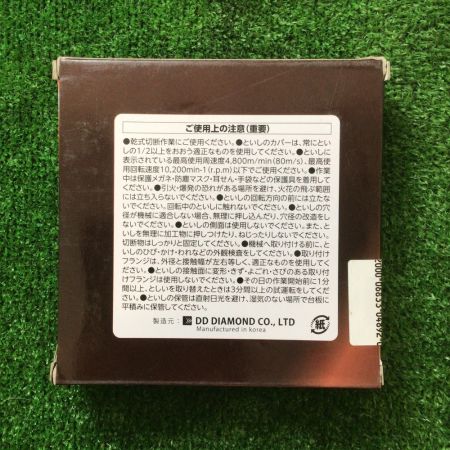 ご使用上の注意（重要）
●乾式切断作業にご使用ください。●といしのカバーは、常にとい
しの1/2以上をおおう適正なものを使用してください。●といしに
表示されている最高使用周速度4,800m/min(80m/s)、最高使
用回転速度10,200min-1(r.p.m)以下でご使用ください。●作業
中は保護メガネ・防塵マスク・耳せん・手袋などの保護具を着用して
ください。●引火・爆発の恐れがある場所を避け、火花の飛ぶ範囲
には立ち入らないでください。●といしの回転方向の前には立たな
いでください。回転中のといしに触れないでください。●といしの穴
径が機械に適合しない場合、無理に押し込んだり、穴径の改造をし
ないでください。●といしの側面は使用しないでください。また、と
いしを無理に加工物に押しつけたり、ねじったりしないでください。
切断物はしっかりと固定してください。●機械へ取り付ける前に、と
いしのひび・かけ・われなどの外観検査をしてください。●取り付け
フランジは、外径と接触幅が左右等しく、適正なものを使用してくだ
さい。●といしの接触面に変形・きず・よごれ・さびのある取り付
けフランジは使用しないでください。●その日の作業開始前に1分
間以上、といしを取り替えたときは3分間以上の試運転をしてくだ
さい。●といしの保管は直射日光を避け、湿気のない場所で台板に
平積みに保管してください。
製造元： DD DIAMOND CO., LTD
Manufactured in korea
紙